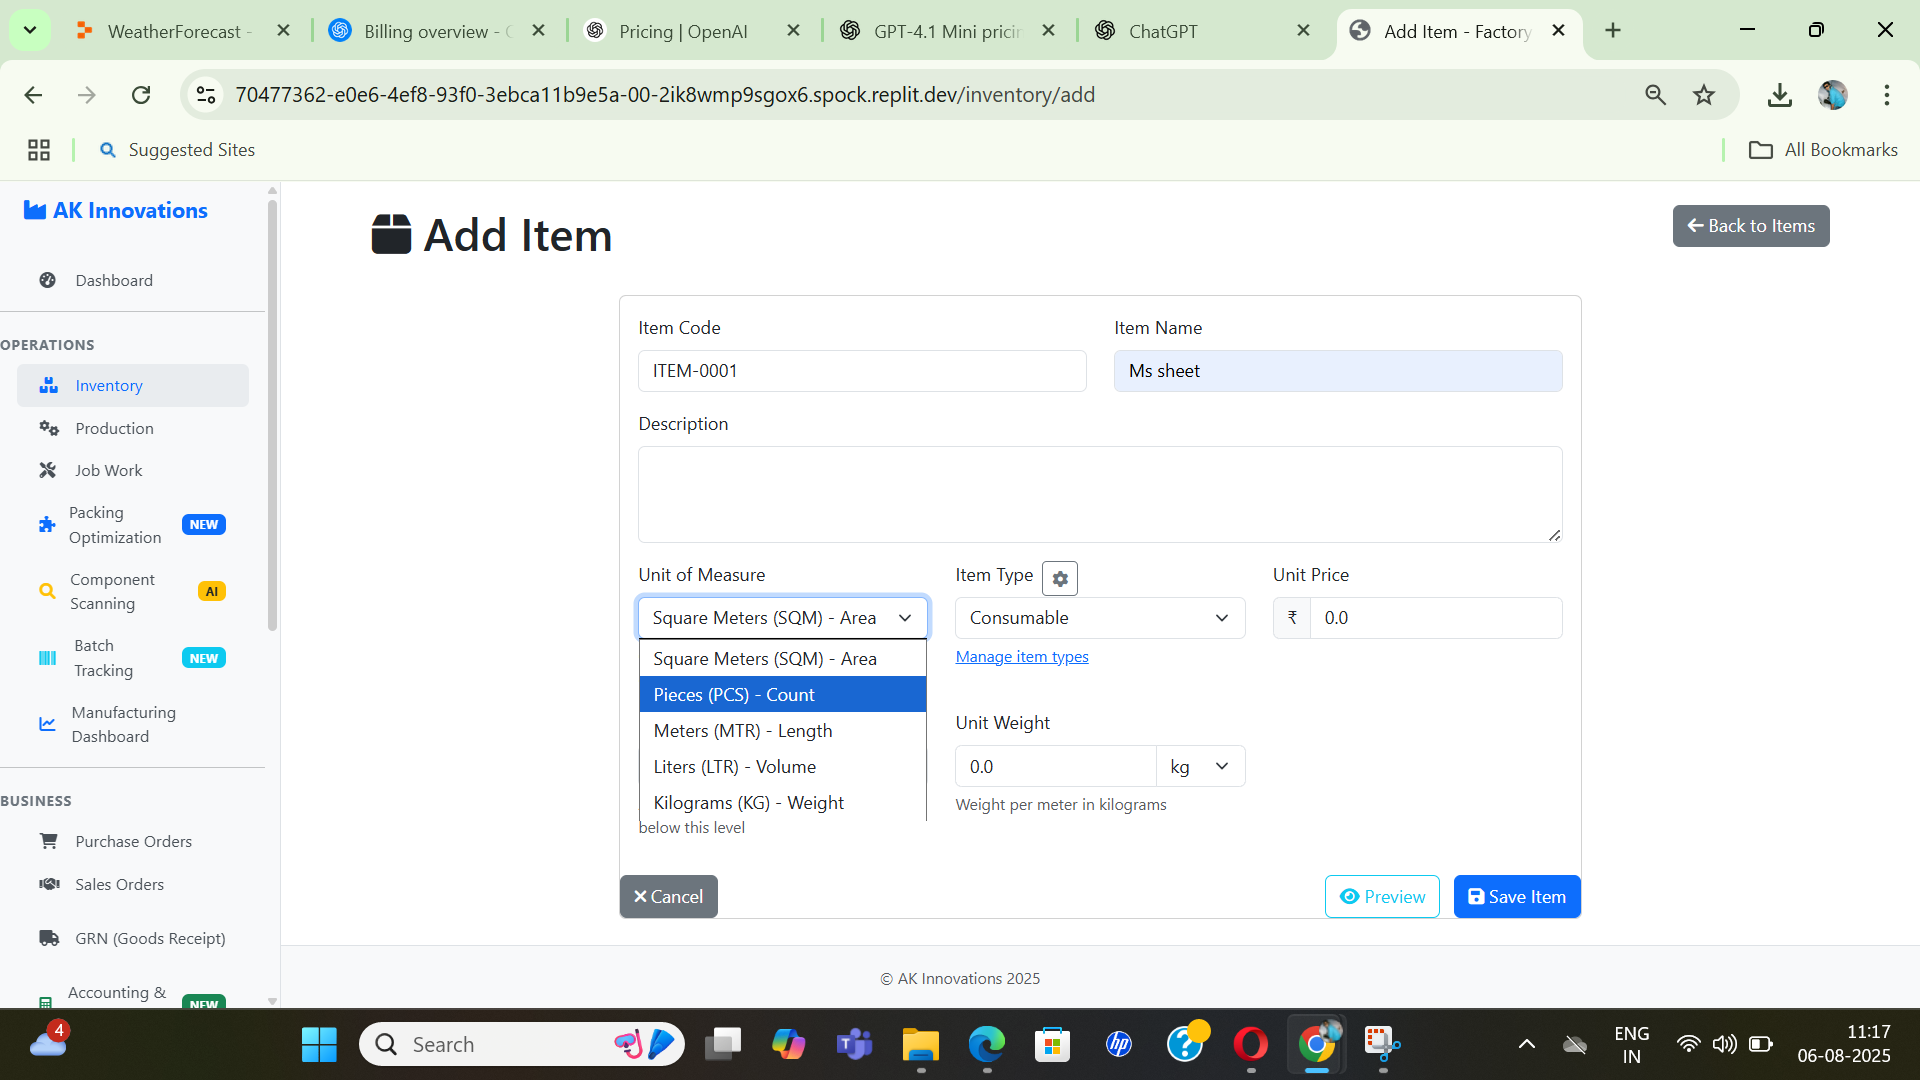 WeatherForecast -
Billing overview -
Pricing | OpenAI
GPT-4.1 Mini pricin
ChatGPT
Add Item - Factory
70477362-e0e6-4ef8-93f0-3ebca11b9e5a-00-2ik8wmp9sgox6.spock.replit.dev/inventory/add
Suggested Sites
All Bookmarks
AK Innovations
Dashboard
OPERATIONS
Inventory
Production
Job Work
Packing
Optimization
NEW
Component
Scanning
AI
Batch
Tracking
NEW
Manufacturing
Dashboard
BUSINESS
Purchase Orders
Sales Orders
GRN (Goods Receipt)
Accounting &
NEW
Add Item
Back to Items
Item Code
Item Name
ITEM-0001
Ms sheet
Description
Unit of Measure
Item Type
Unit Price
Square Meters (SQM) - Area
Consumable
₹ 0.0
Square Meters (SQM) - Area
Manage item types
Pieces (PCS) - Count
Meters (MTR) - Length
Liters (LTR) - Volume
Kilograms (KG) - Weight
below this level
Unit Weight
0.0
kg
Weight per meter in kilograms
Cancel
Preview
Save Item
© AK Innovations 2025
4
Search
T
hp
?
ENG
IN
11:17
06-08-2025